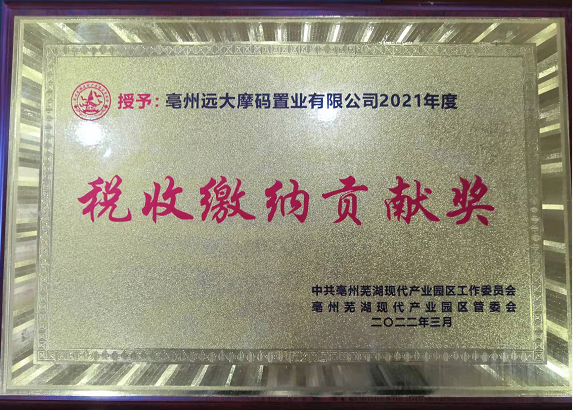 授予：亳州远大摩码置业有限公司2021年度
税收缴纳贡献奖
中共亳州芜湖现代产业园区工作委员会
亳州芜湖现代产业园区管委会
二〇二二年三月